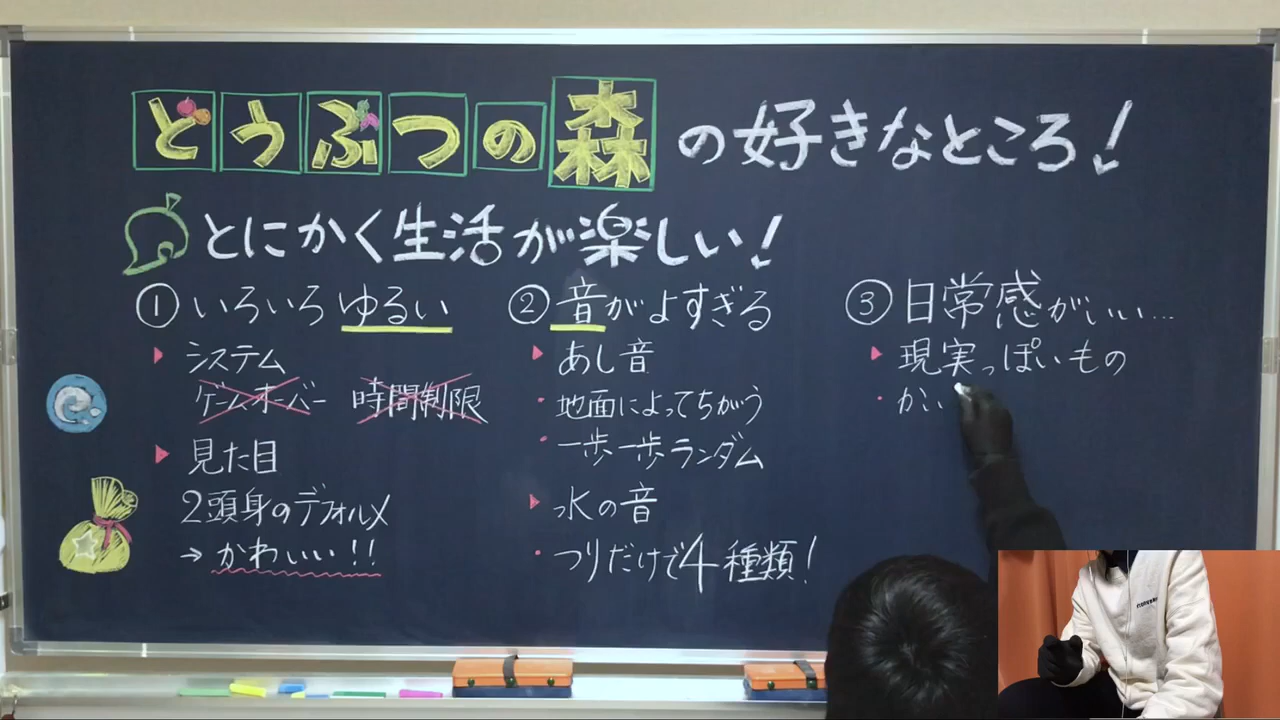 どうぶつの森の好きなところ!
とにかく生活が楽しい!
① いろいろゆるい
システム
ゲームオーバー 時間制限
見た目
2頭身のデフォルメ
→ かわいい!!
② 音がよすぎる
あし音
・地面によってちがう
・一歩一歩ランダム
水の音
・つりだけで4種類!
③ 日常感がいい…
現実っぽいもの
・かい